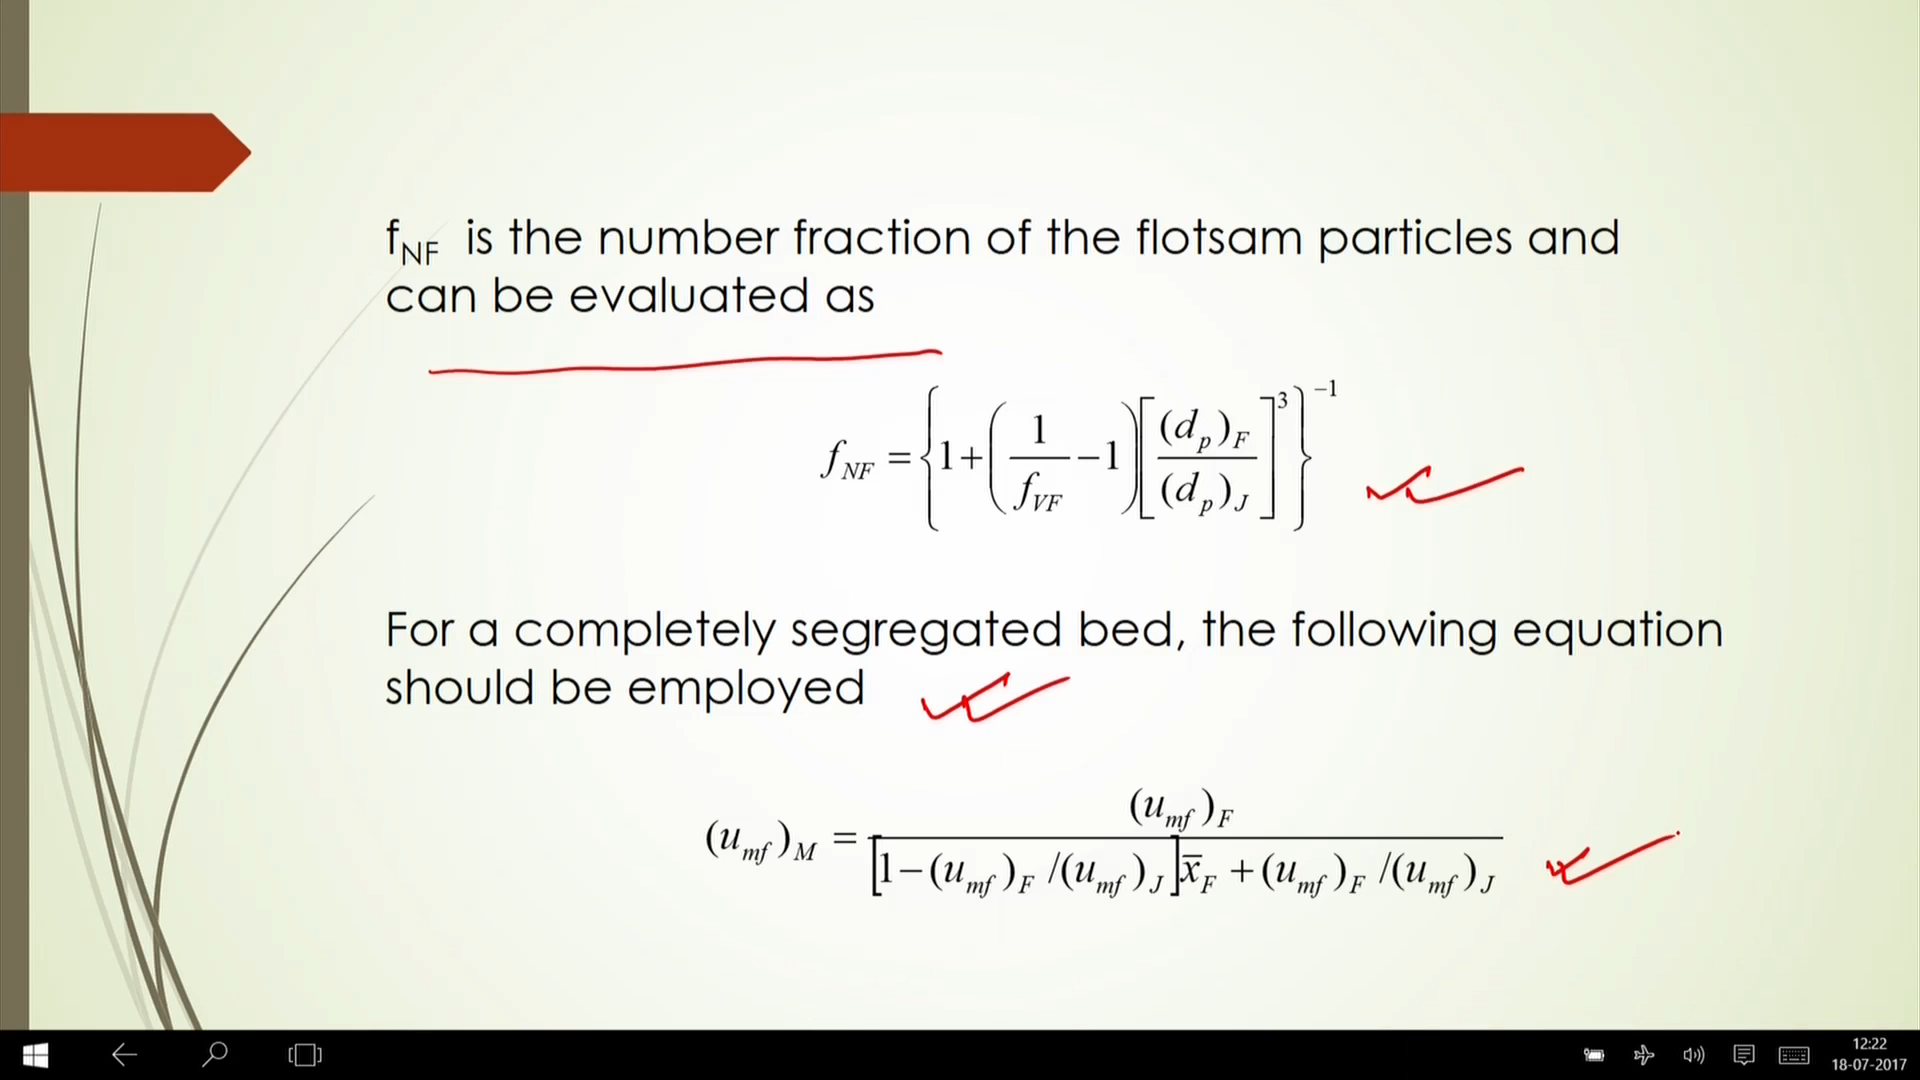 f_NF is the number fraction of the flotsam particles and
can be evaluated as
f_NF = {1+(1/f_VF −1)[(d_p)_F/(d_p)_J]^3}^−1
For a completely segregated bed, the following equation
should be employed
(u_mf)_M = (u_mf)_F / [1−(u_mf)_F /(u_mf)_J] x̅_F +(u_mf)_F /(u_mf)_J
12:22
18-07-2017